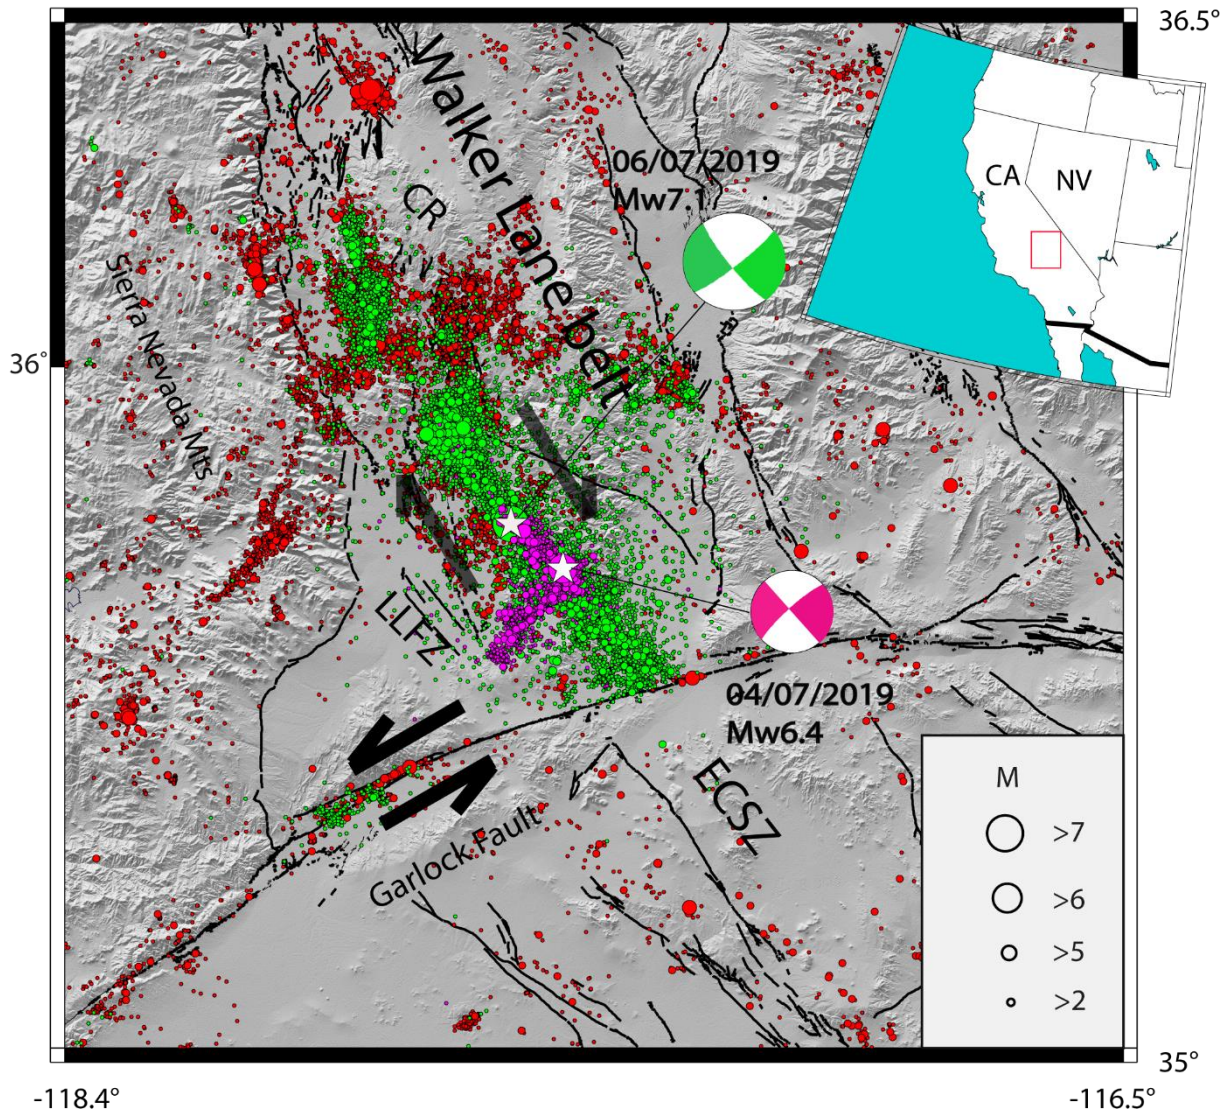 36.5°
Walker Lane belt
06/07/2019
Mw7.1
CA
NV
CR
Sierra Nevada Mts
36°
LLFZ
04/07/2019
Mw6.4
ECSZ
Garlock Fault
M
>7
>6
>5
>2
35°
-118.4°
-116.5°